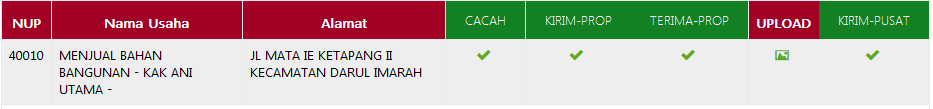 NUP Nama Usaha Alamat CACAH KIRIM-PROP TERIMA-PROP UPLOAD KIRIM-PUSAT
40010 MENJUAL BAHAN JL MATA IE KETAPANG II
BANGUNAN - KAK ANI KECAMATAN DARUL IMARAH
UTAMA -